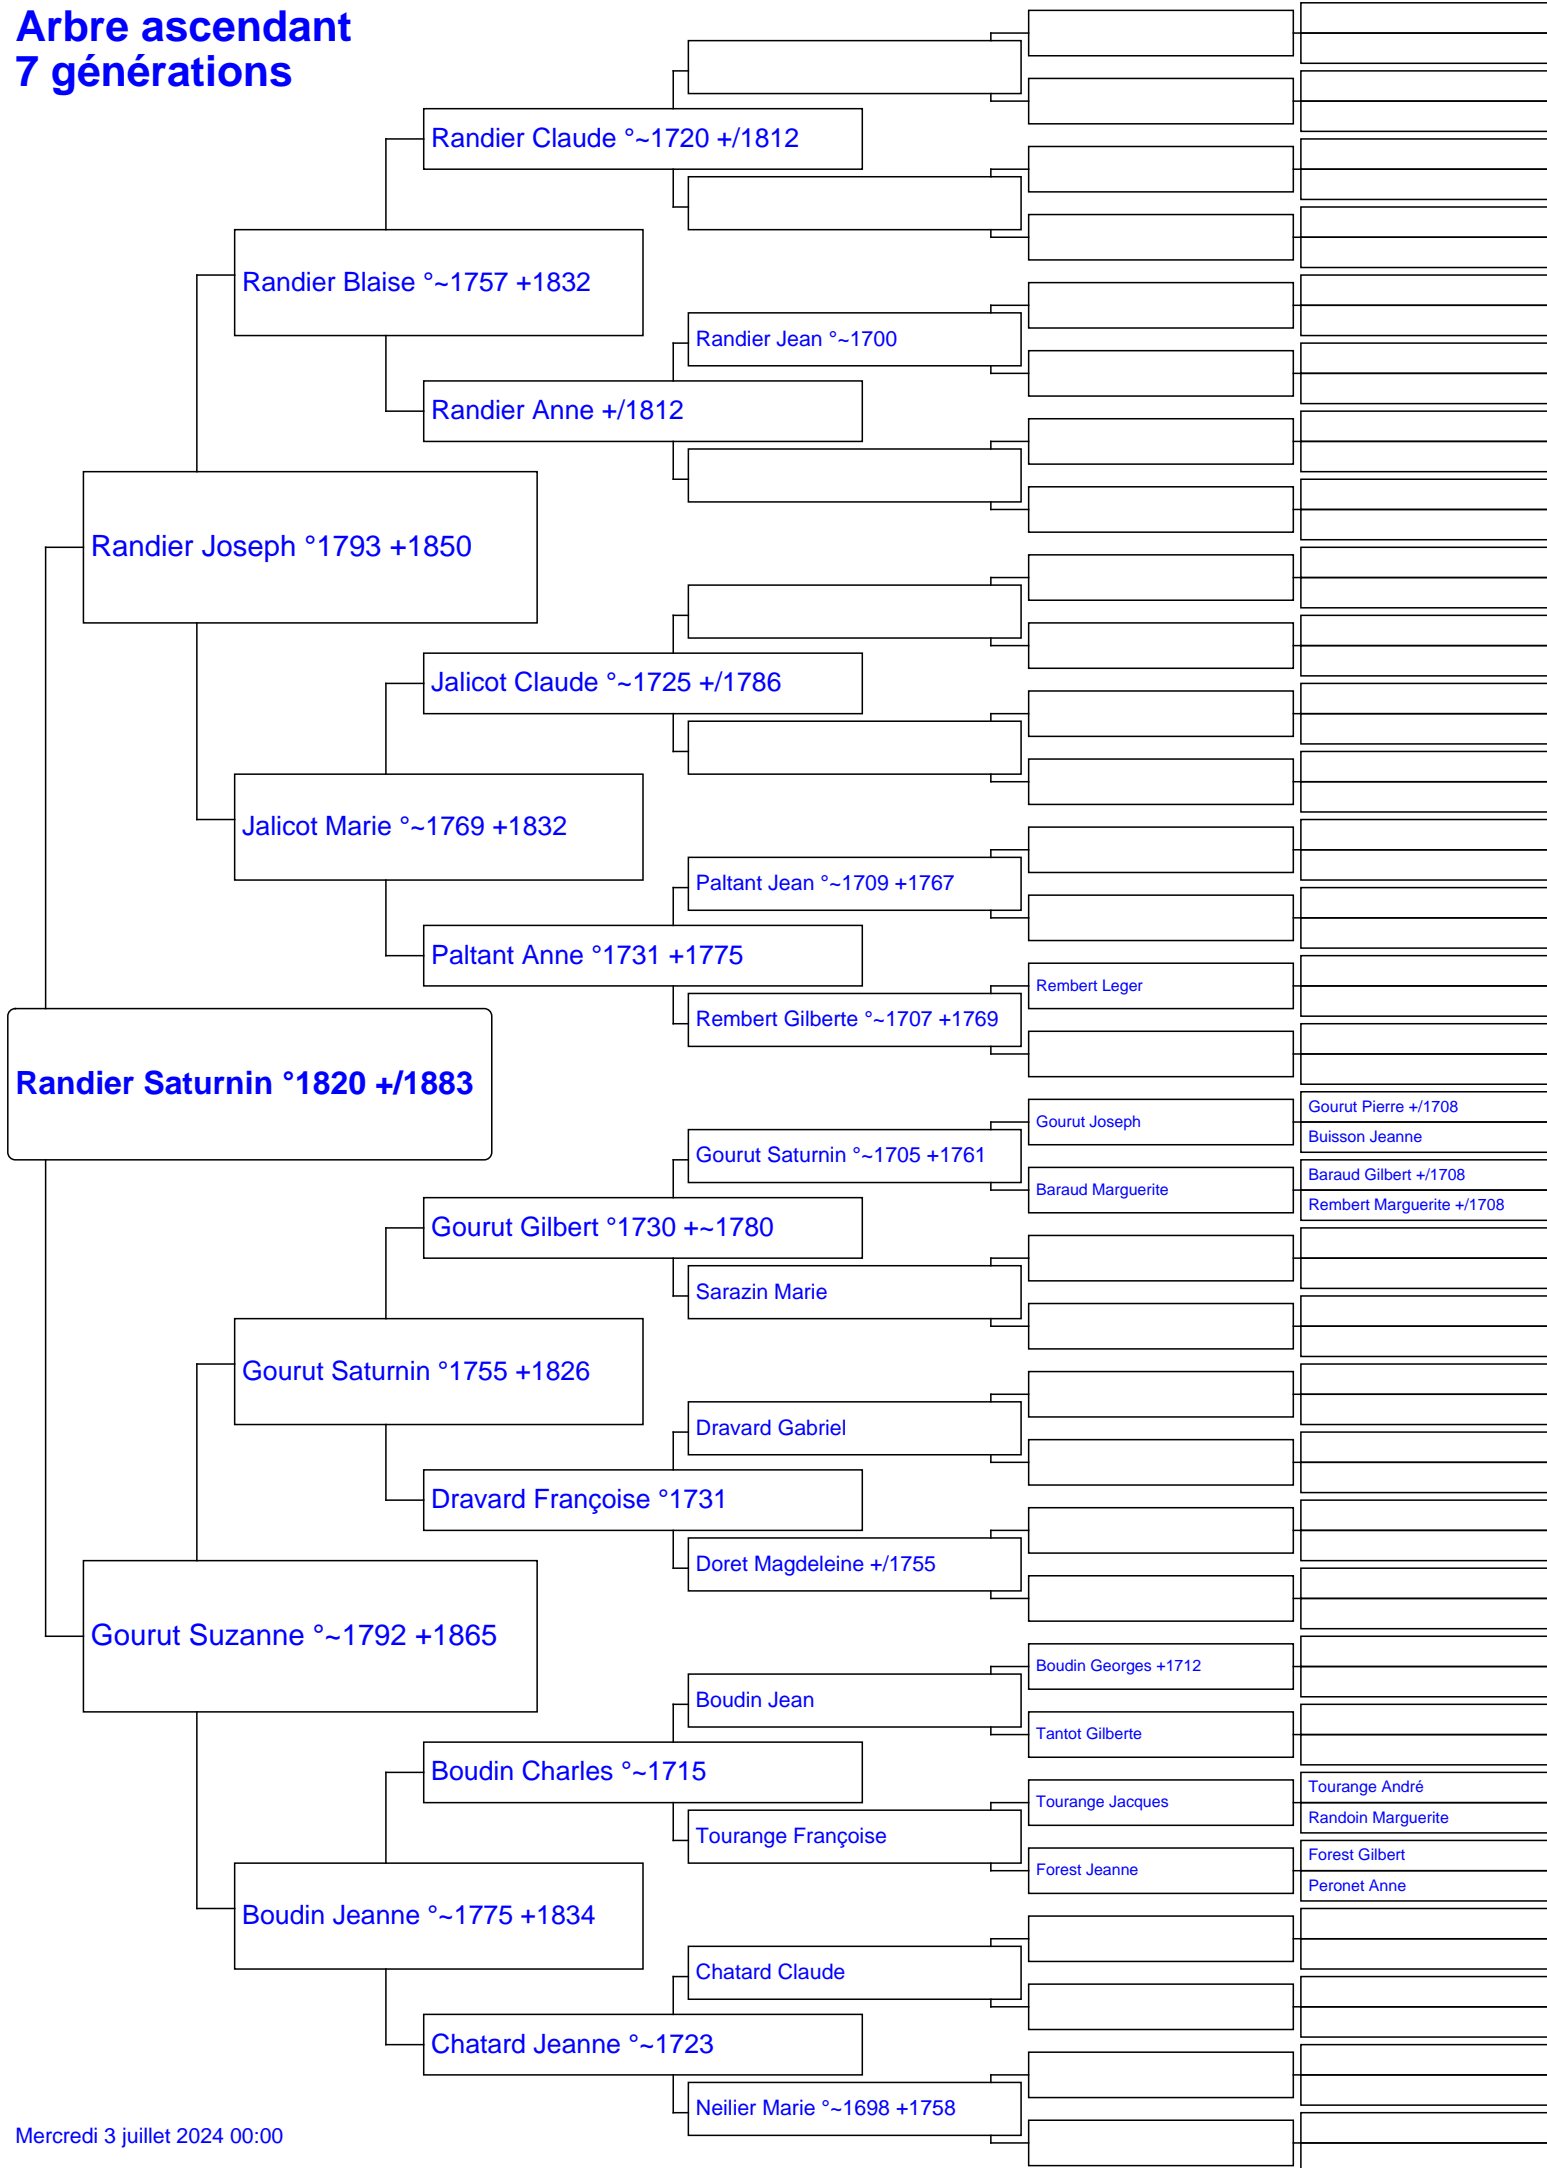 Arbre ascendant
7 générations
Randier Claude °~1720 +/1812
Randier Blaise °~1757 +1832
Randier Jean °~1700
Randier Anne +/1812
Randier Joseph °1793 +1850
Jalicot Claude °~1725 +/1786
Jalicot Marie °~1769 +1832
Paltant Jean °~1709 +1767
Paltant Anne °1731 +1775
Rembert Leger
Rembert Gilberte °~1707 +1769
Randier Saturnin °1820 +/1883
Gourut Pierre +/1708
Gourut Joseph
Buisson Jeanne
Gourut Saturnin °~1705 +1761
Baraud Gilbert +/1708
Baraud Marguerite
Rembert Marguerite +/1708
Gourut Gilbert °1730 +~1780
Sarazin Marie
Gourut Saturnin °1755 +1826
Dravard Gabriel
Dravard Françoise °1731
Doret Magdeleine +/1755
Gourut Suzanne °~1792 +1865
Boudin Georges +1712
Boudin Jean
Tantot Gilberte
Boudin Charles °~1715
Tourange André
Tourange Jacques
Randoin Marguerite
Tourange Françoise
Forest Gilbert
Forest Jeanne
Peronet Anne
Boudin Jeanne °~1775 +1834
Chatard Claude
Chatard Jeanne °~1723
Neilier Marie °~1698 +1758
Mercredi 3 juillet 2024 00:00